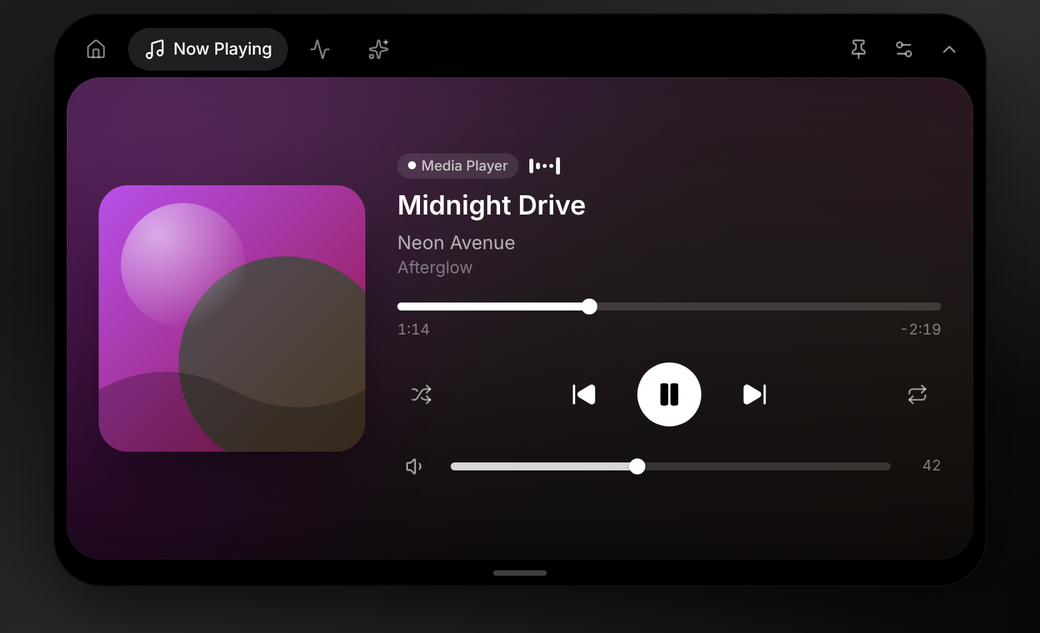 Now Playing
Media Player
Midnight Drive
Neon Avenue
Afterglow
1:14
-2:19
42